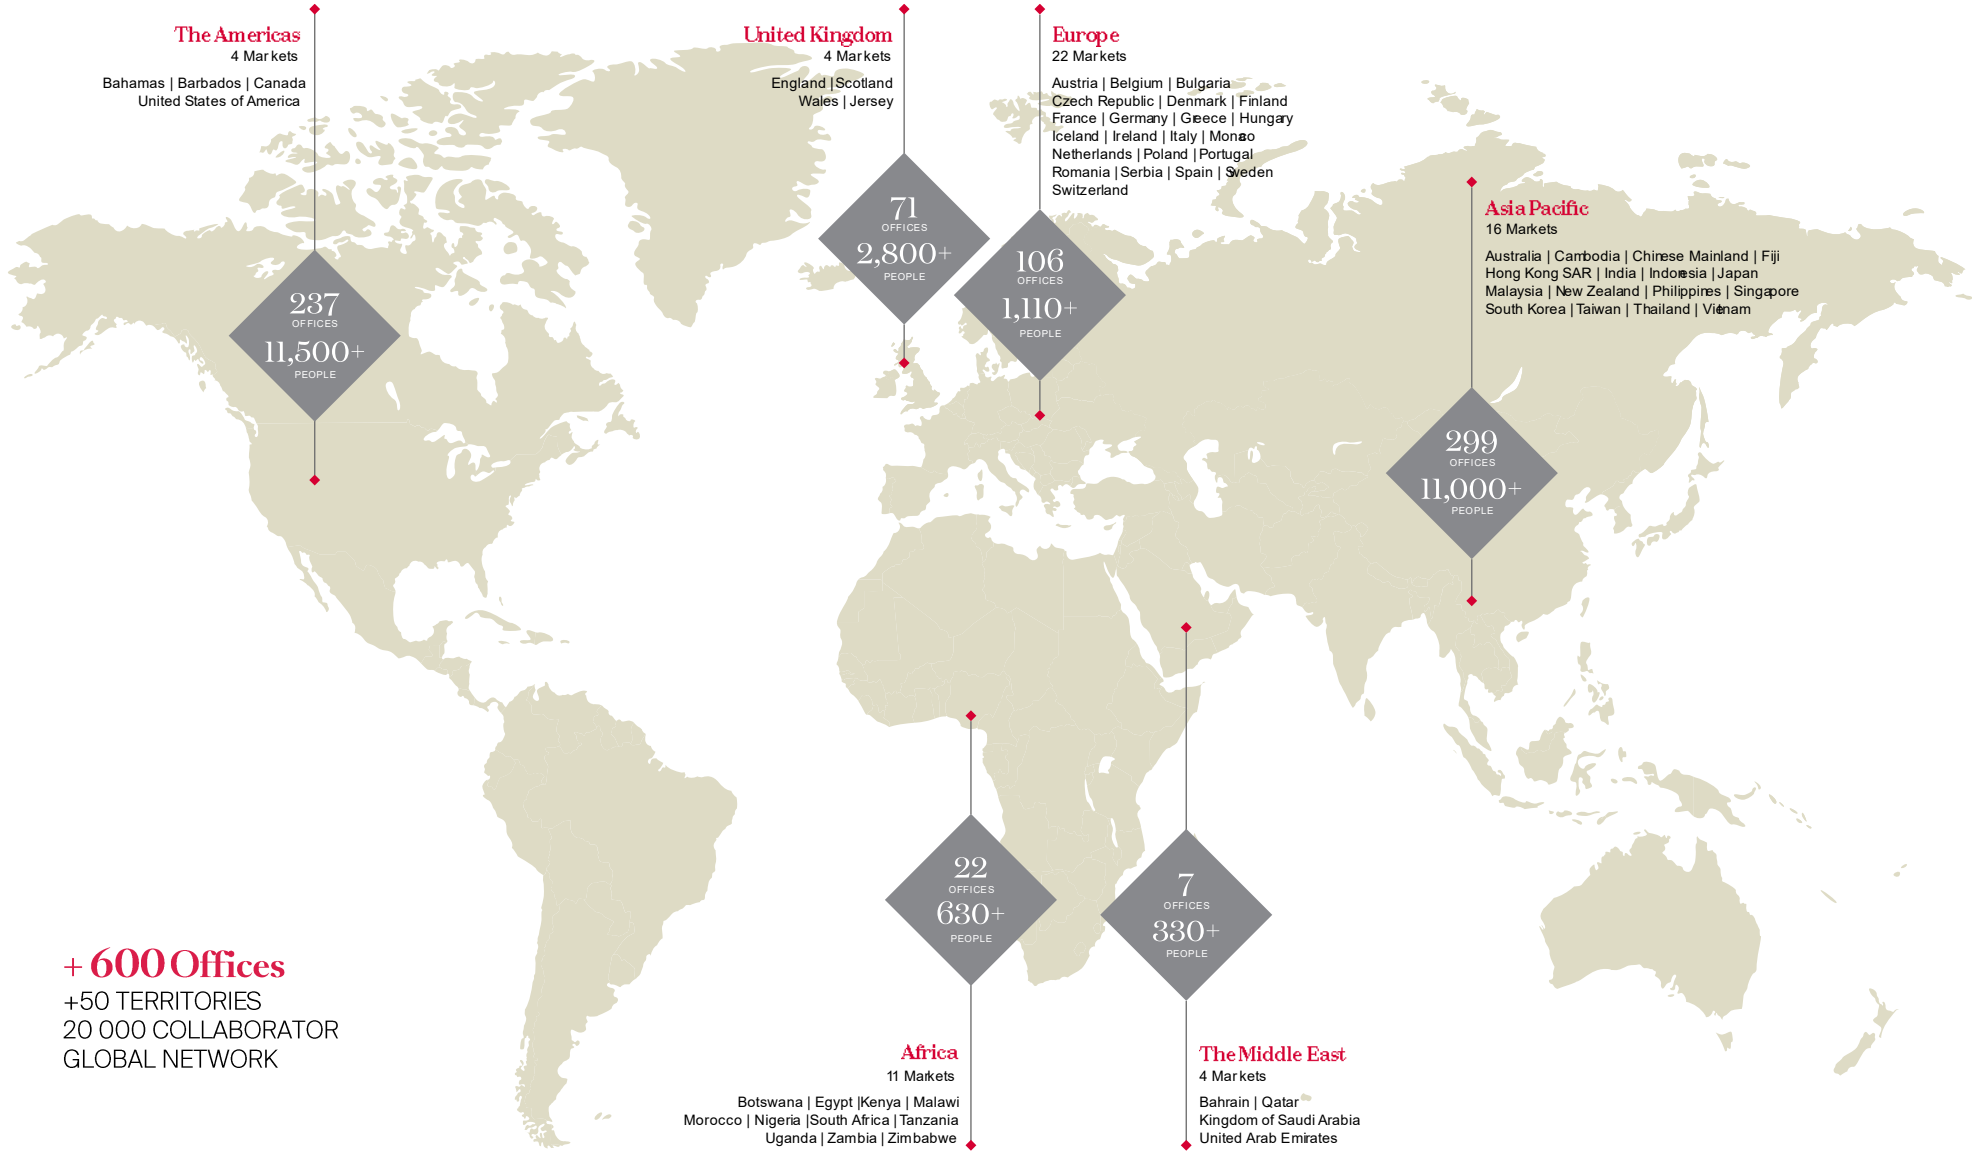 The Americas
4 Markets
Bahamas | Barbados | Canada
United States of America
237
OFFICES
11,500+
PEOPLE
United Kingdom
4 Markets
England | Scotland
Wales | Jersey
71
OFFICES
2,800+
PEOPLE
Europe
22 Markets
Austria | Belgium | Bulgaria
Czech Republic | Denmark | Finland
France | Germany | Greece | Hungary
Iceland | Ireland | Italy | Monaco
Netherlands | Poland | Portugal
Romania | Serbia | Spain | Sweden
Switzerland
106
OFFICES
1,110+
PEOPLE
Asia Pacific
16 Markets
Australia | Cambodia | Chinese Mainland | Fiji
Hong Kong SAR | India | Indonesia | Japan
Malaysia | New Zealand | Philippines | Singapore
South Korea | Taiwan | Thailand | Vietnam
299
OFFICES
11,000+
PEOPLE
22
OFFICES
630+
PEOPLE
Africa
11 Markets
Botswana | Egypt | Kenya | Malawi
Morocco | Nigeria | South Africa | Tanzania
Uganda | Zambia | Zimbabwe
7
OFFICES
330+
PEOPLE
The Middle East
4 Markets
Bahrain | Qatar
Kingdom of Saudi Arabia
United Arab Emirates
+ 600 Offices
+50 TERRITORIES
20 000 COLLABORATOR
GLOBAL NETWORK